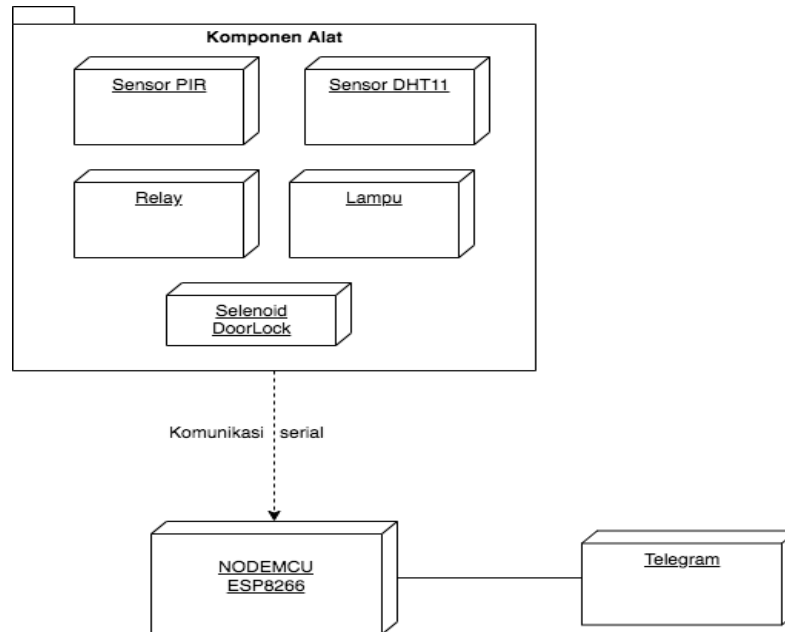 Komponen Alat
Sensor PIR
Sensor DHT11
Relay
Lampu
Selenoid
DoorLock
Komunikasi serial
NODEMCU
ESP8266
Telegram